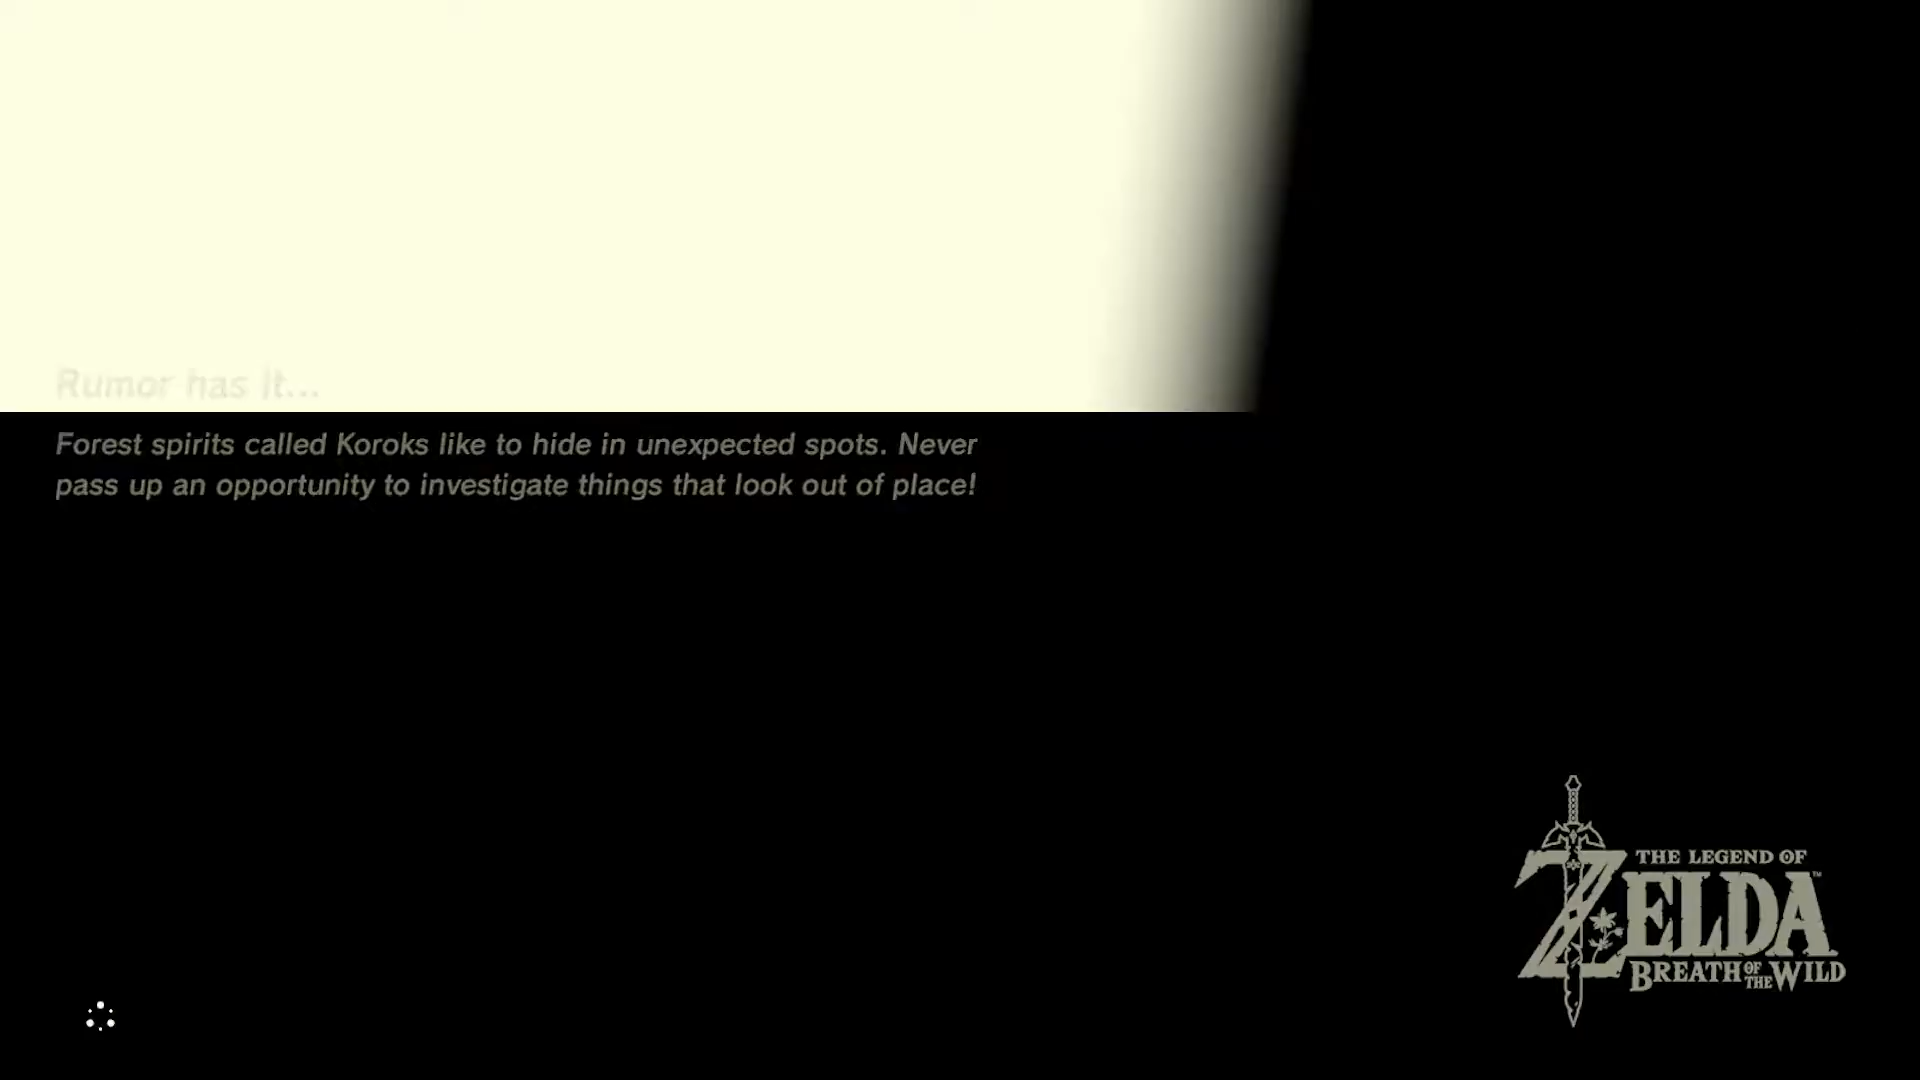 Rumor has it...
Forest spirits called Koroks like to hide in unexpected spots. Never
pass up an opportunity to investigate things that look out of place!
THE LEGEND OF
ZELDA™
BREATH OF THE WILD